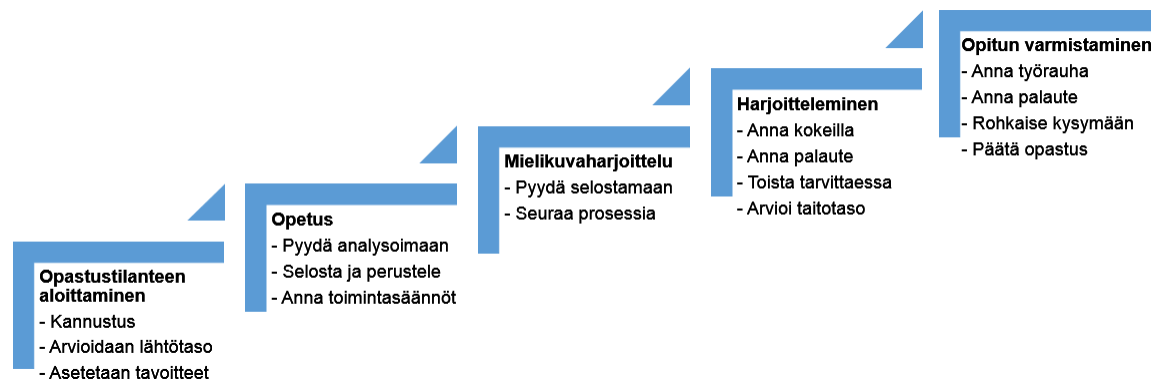 Opastustilanteen
aloittaminen
- Kannustus
- Arvioidaan lähtötaso
- Asetetaan tavoitteet
Opetus
- Pyydä analysoimaan
- Selosta ja perustele
- Anna toimintasäännöt
Mielikuvaharjoittelu
- Pyydä selostamaan
- Seuraa prosessia
Harjoitteleminen
- Anna kokeilla
- Anna palaute
- Toista tarvittaessa
- Arvioi taitotaso
Opitun varmistaminen
- Anna työrauha
- Anna palaute
- Rohkaise kysymään
- Päätä opastus